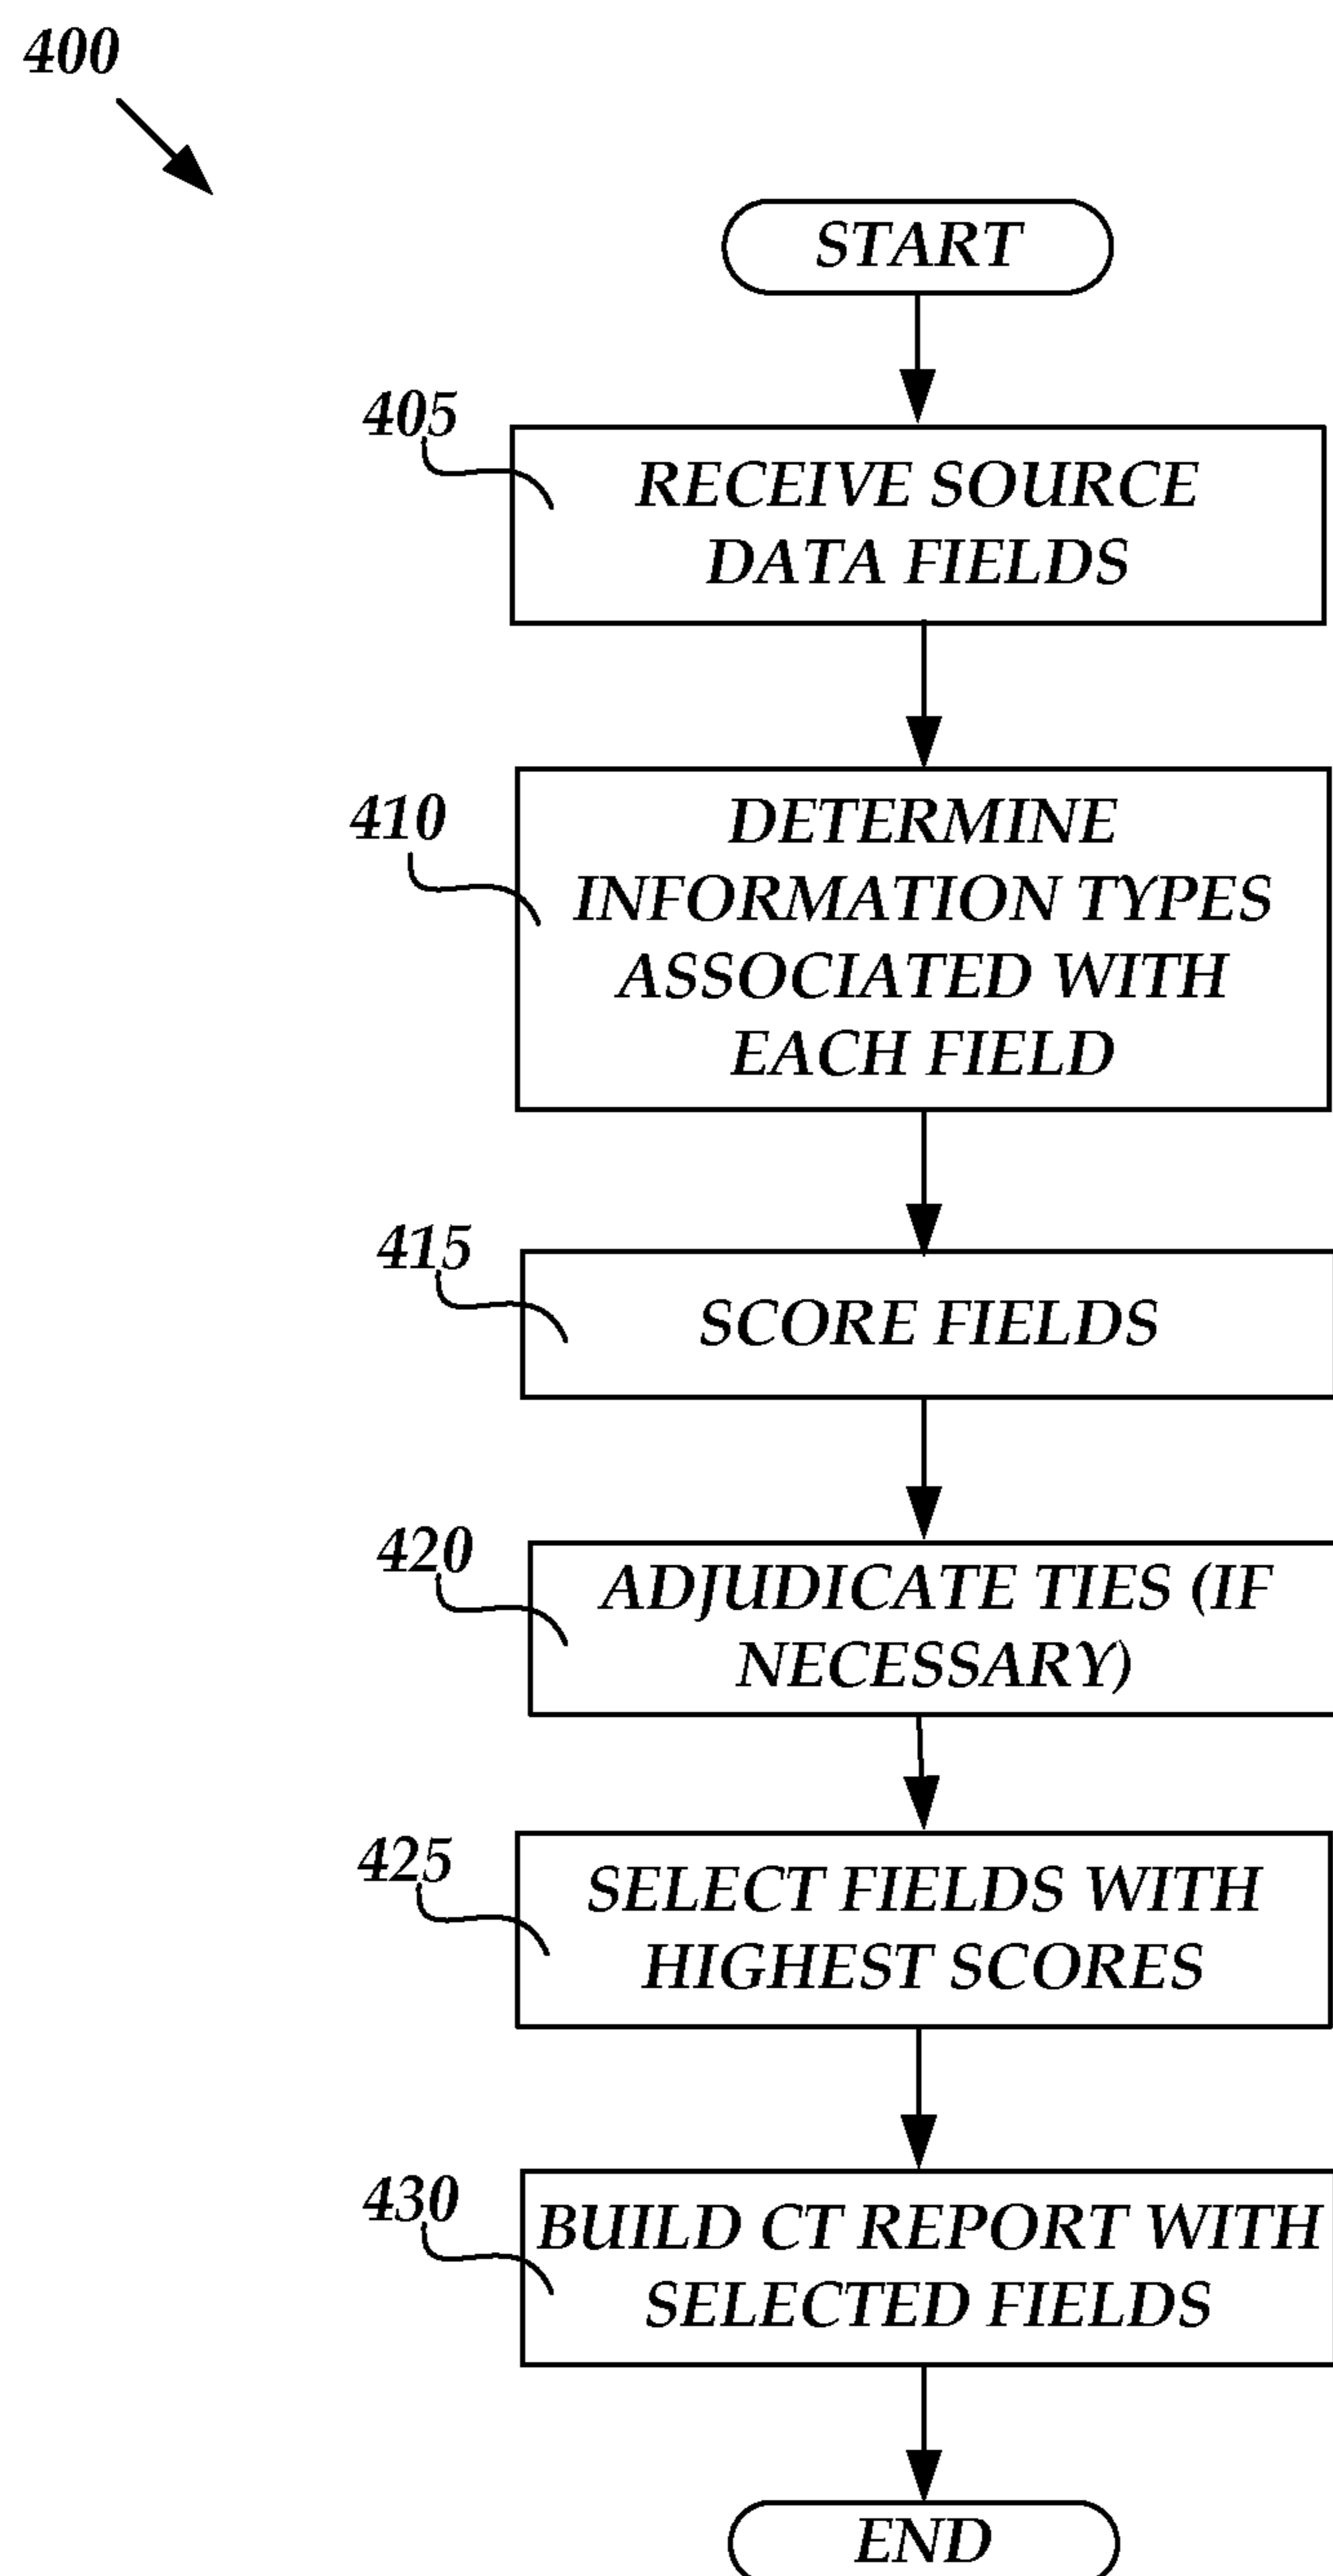 400
START
405
RECEIVE SOURCE
DATA FIELDS
410
DETERMINE
INFORMATION TYPES
ASSOCIATED WITH
EACH FIELD
415
SCORE FIELDS
420
ADJUDICATE TIES (IF
NECESSARY)
425
SELECT FIELDS WITH
HIGHEST SCORES
430
BUILD CT REPORT WITH
SELECTED FIELDS
END